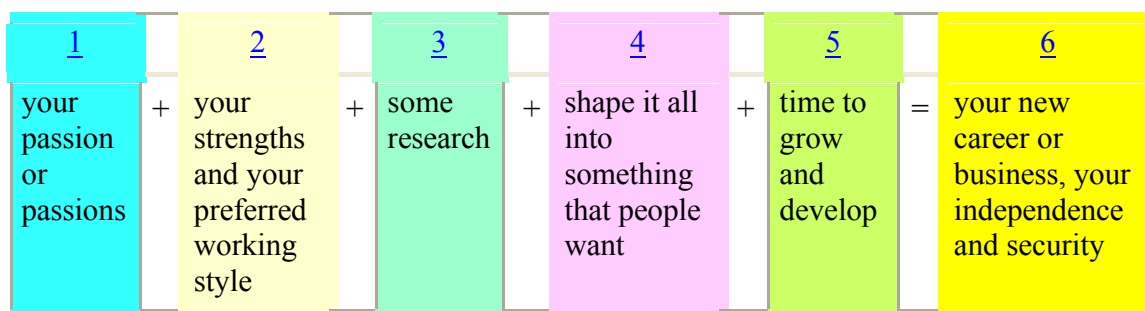 1 2 3 4 5 6
your
passion
or
passions
+
your
strengths
and your
preferred
working
style
+
some
research
+
shape it all
into
something
that people
want
+
time to
grow
and
develop
=
your new
career or
business, your
independence
and security